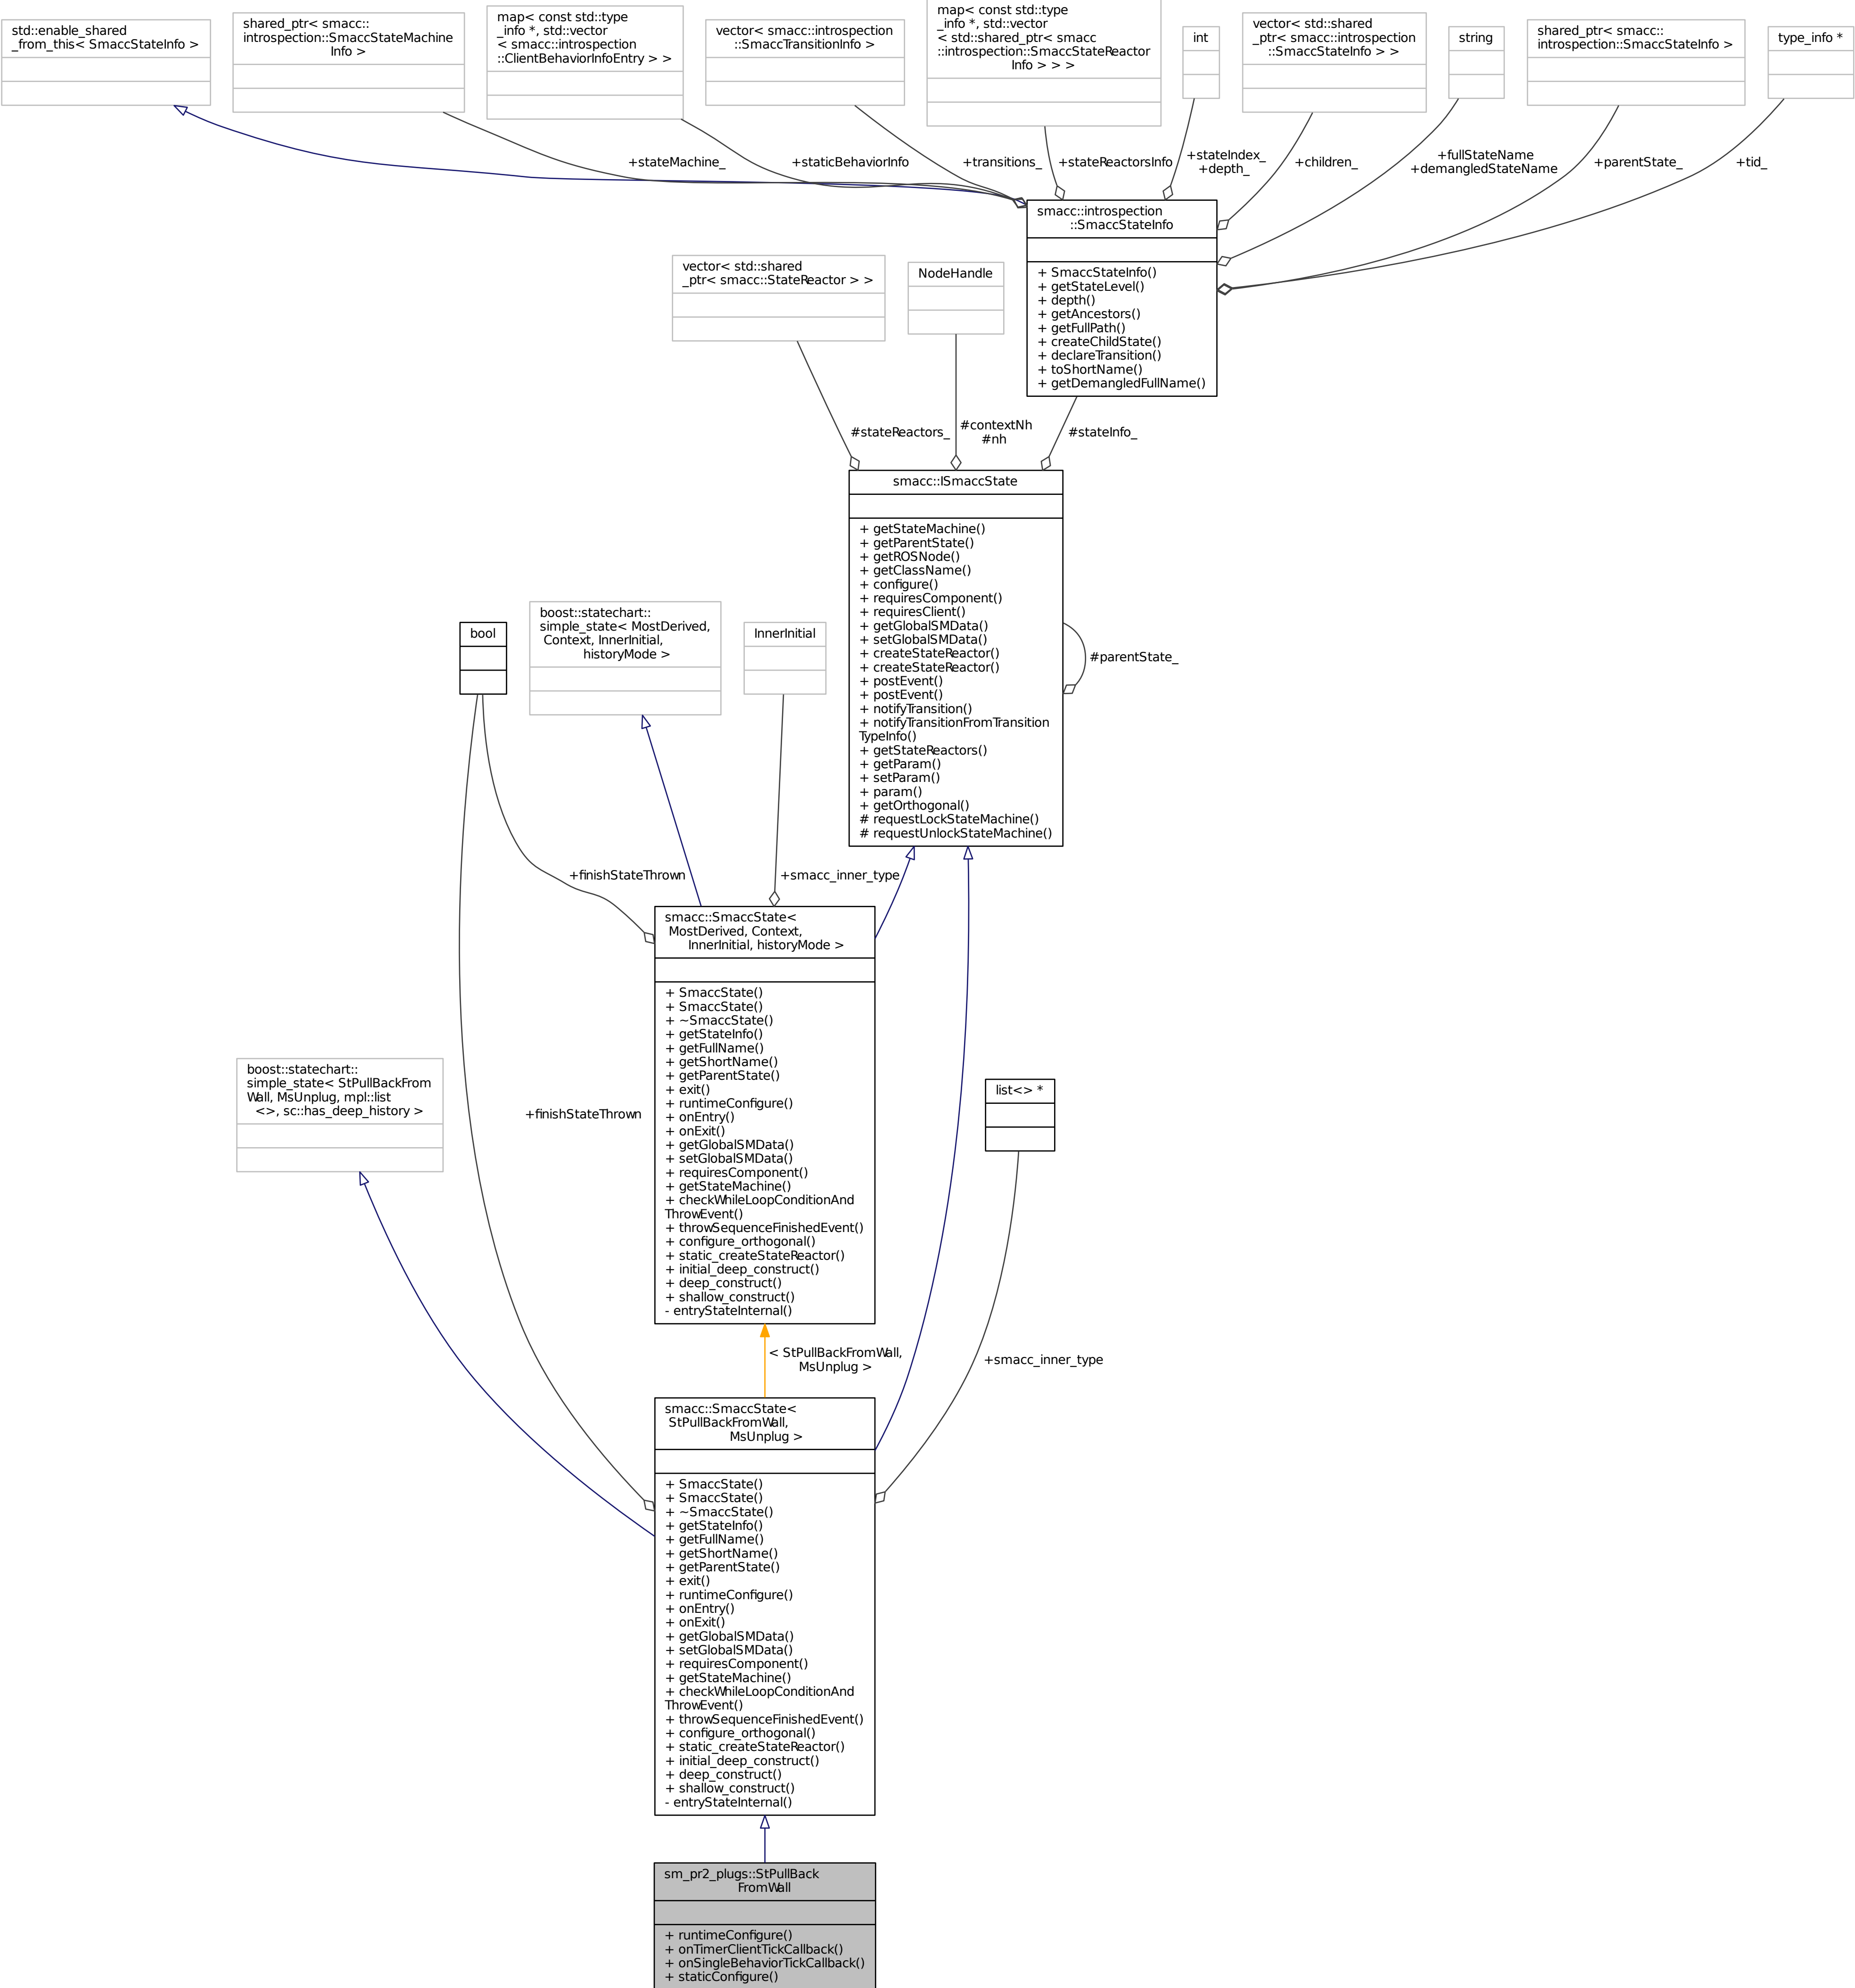 std::enable_shared
_from_this< SmaccStateInfo >
shared_ptr< smacc::
introspection::SmaccStateMachine
Info >
map< const std::type
_info *, std::vector
< smacc::introspection
::ClientBehaviorInfoEntry > >
vector< smacc::introspection
::SmaccTransitionInfo >
map< const std::type
_info *, std::vector
< std::shared_ptr< smacc
::introspection::SmaccStateReactor
Info > > >
int
vector< std::shared
_ptr< smacc::introspection
::SmaccStateInfo > >
string
shared_ptr< smacc::
introspection::SmaccStateInfo >
type_info *
+stateMachine_
+staticBehaviorInfo
+transitions_
+stateReactorsInfo
+stateIndex_
+depth_
+children_
+fullStateName
+demangledStateName
+parentState_
+tid_
smacc::introspection
::SmaccStateInfo
+ SmaccStateInfo()
+ getStateLevel()
+ depth()
+ getAncestors()
+ getFullPath()
+ createChildState()
+ declareTransition()
+ toShortName()
+ getDemangledFullName()
vector< std::shared
_ptr< smacc::StateReactor > >
NodeHandle
#stateReactors_
#contextNh
#nh
#stateInfo_
smacc::ISmaccState
+ getStateMachine()
+ getParentState()
+ getROSNode()
+ getClassName()
+ configure()
+ requiresComponent()
+ requiresClient()
+ getGlobalSMData()
+ setGlobalSMData()
+ createStateReactor()
+ createStateReactor()
+ postEvent()
+ postEvent()
+ notifyTransition()
+ notifyTransitionFromTransition
TypeInfo()
+ getStateReactors()
+ getParam()
+ setParam()
+ param()
+ getOrthogonal()
# requestLockStateMachine()
# requestUnlockStateMachine()
#parentState_
bool
boost::statechart::
simple_state< MostDerived,
Context, InnerInitial,
historyMode >
InnerInitial
+finishStateThrown
+smacc_inner_type
smacc::SmaccState<
MostDerived, Context,
InnerInitial, historyMode >
+ SmaccState()
+ SmaccState()
+ ~SmaccState()
+ getStateInfo()
+ getFullName()
+ getShortName()
+ getParentState()
+ exit()
+ runtimeConfigure()
+ onEntry()
+ onExit()
+ getGlobalSMData()
+ setGlobalSMData()
+ requiresComponent()
+ getStateMachine()
+ checkWhileLoopConditionAnd
ThrowEvent()
+ throwSequenceFinishedEvent()
+ configure_orthogonal()
+ static_createStateReactor()
+ initial_deep_construct()
+ deep_construct()
+ shallow_construct()
- entryStateInternal()
boost::statechart::
simple_state< StPullBackFrom
Wall, MsUnplug, mpl::list
<>, sc::has_deep_history >
+finishStateThrown
list<> *
< StPullBackFromWall,
MsUnplug >
+smacc_inner_type
smacc::SmaccState<
StPullBackFromWall,
MsUnplug >
+ SmaccState()
+ SmaccState()
+ ~SmaccState()
+ getStateInfo()
+ getFullName()
+ getShortName()
+ getParentState()
+ exit()
+ runtimeConfigure()
+ onEntry()
+ onExit()
+ getGlobalSMData()
+ setGlobalSMData()
+ requiresComponent()
+ getStateMachine()
+ checkWhileLoopConditionAnd
ThrowEvent()
+ throwSequenceFinishedEvent()
+ configure_orthogonal()
+ static_createStateReactor()
+ initial_deep_construct()
+ deep_construct()
+ shallow_construct()
- entryStateInternal()
sm_pr2_plugs::StPullBack
FromWall
+ runtimeConfigure()
+ onTimerClientTickCallback()
+ onSingleBehaviorTickCallback()
+ staticConfigure()